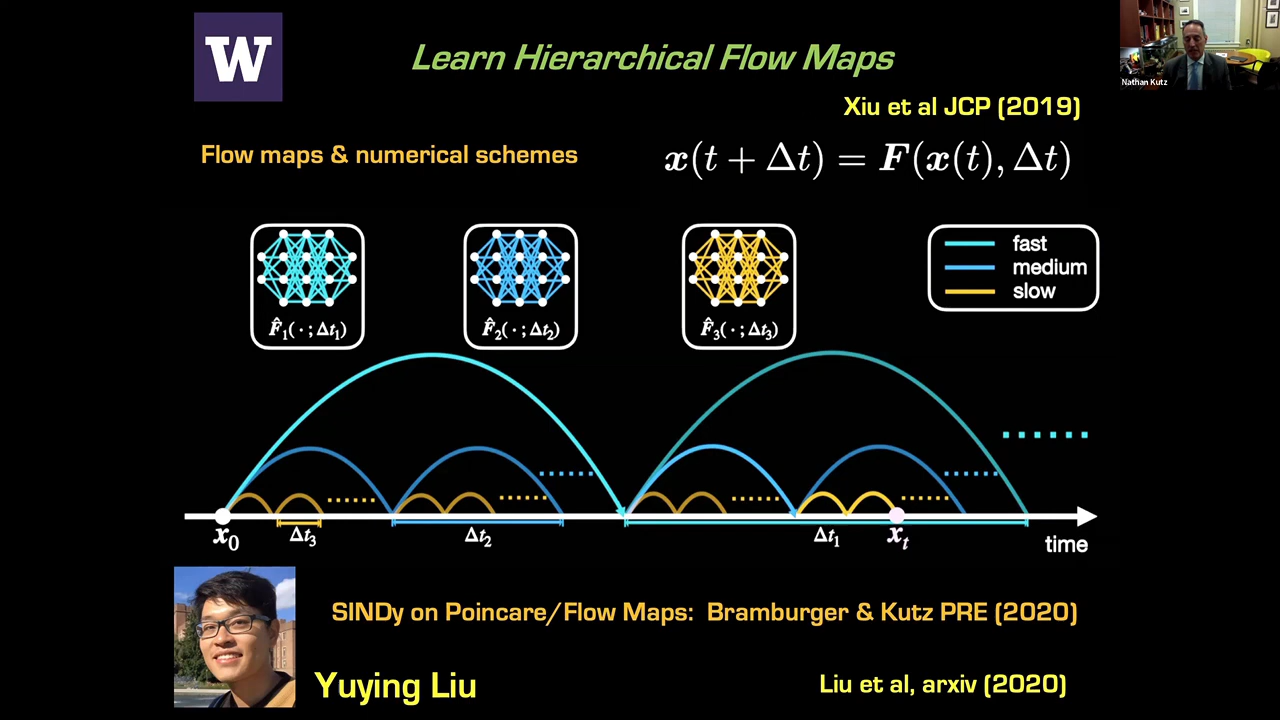 W
Learn Hierarchical Flow Maps
Nathan Kutz
Xiu et al JCP (2019)
Flow maps & numerical schemes
x(t + Δt) = F(x(t), Δt)
F̂₁( · ; Δt₁)
F̂₂( · ; Δt₂)
F̂₃( · ; Δt₃)
fast
medium
slow
x₀
Δt₃
Δt₂
Δt₁
xₜ
time
SINDy on Poincare/Flow Maps: Bramburger & Kutz PRE (2020)
Yuying Liu
Liu et al, arxiv (2020)